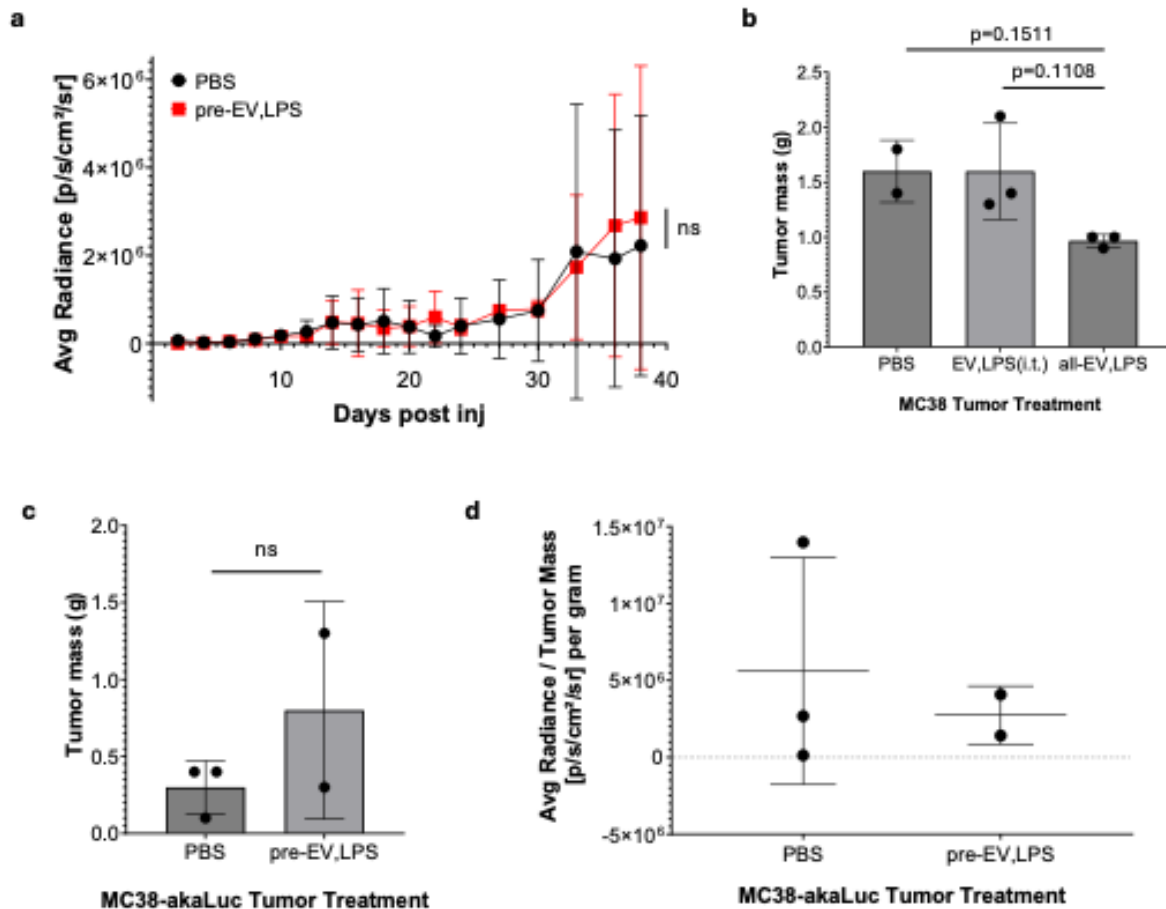 a
Avg Radiance [p/s/cm²/sr]
6×10⁶
4×10⁶
2×10⁶
0
PBS
pre-EV,LPS
ns
10
20
30
40
Days post inj
b
p=0.1511
p=0.1108
Tumor mass (g)
2.5
2.0
1.5
1.0
0.5
0.0
PBS
EV,LPS(i.t.)
all-EV,LPS
MC38 Tumor Treatment
c
ns
Tumor mass (g)
2.0
1.5
1.0
0.5
0.0
PBS
pre-EV,LPS
MC38-akaLuc Tumor Treatment
d
Avg Radiance / Tumor Mass
[p/s/cm²/sr] per gram
1.5×10⁷
1×10⁷
5×10⁶
0
-5×10⁶
PBS
pre-EV,LPS
MC38-akaLuc Tumor Treatment